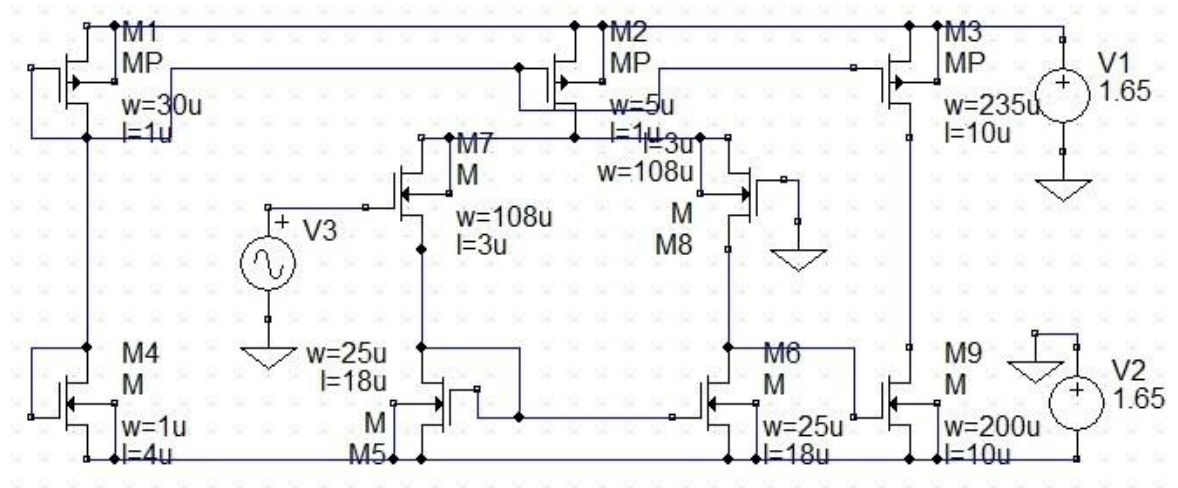 M1
MP
w=30u
l=1u
M2
MP
w=5u
l=1u
M3
MP
w=235u
l=10u
V1
1.65
M7
M
w=108u
l=3u
l=3u
w=108u
M
M8
+
V3
M4
M
w=1u
l=4u
w=25u
l=18u
M
M5
M6
M
w=25u
l=18u
M9
M
w=200u
l=10u
V2
1.65
+
+